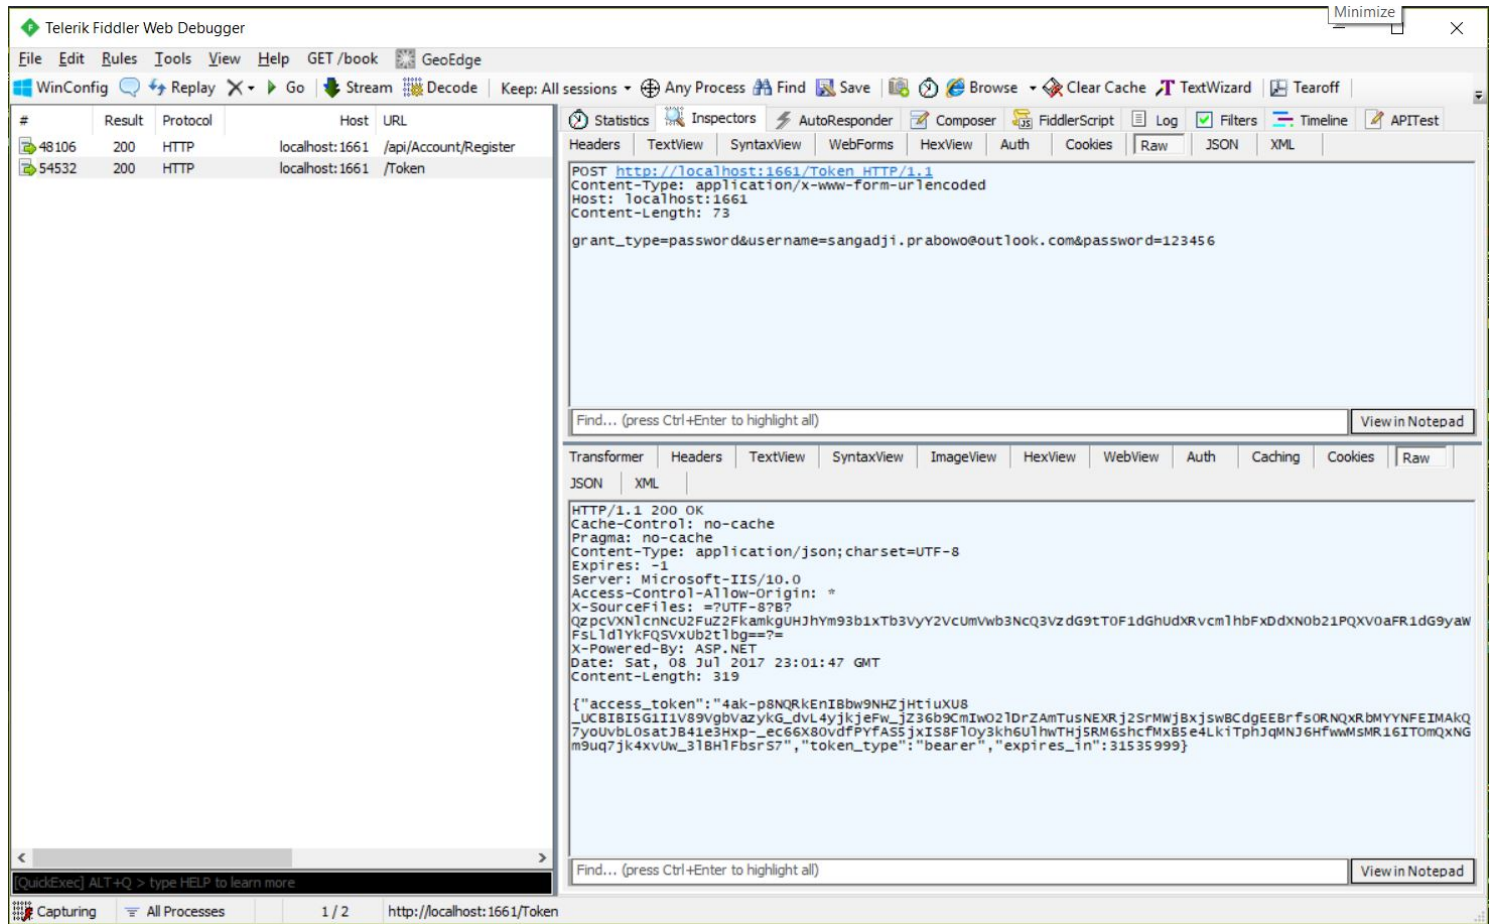 Minimize
Telerik Fiddler Web Debugger
File Edit Rules Tools View Help GET /book GeoEdge
WinConfig Replay Go Stream Decode Keep: All sessions Any Process Find Save Browse Clear Cache TextWizard Tearoff
# Result Protocol Host URL
48106 200 HTTP localhost:1661 /api/Account/Register
54532 200 HTTP localhost:1661 /Token
Statistics Inspectors AutoResponder Composer FiddlerScript Log Filters Timeline APITest
Headers TextView SyntaxView WebForms HexView Auth Cookies Raw JSON XML
POST http://localhost:1661/Token HTTP/1.1
Content-Type: application/x-www-form-urlencoded
Host: localhost:1661
Content-Length: 73
grant_type=password&username=sangadji.prabowo@outlook.com&password=123456
Find... (press Ctrl+Enter to highlight all) View in Notepad
Transformer Headers TextView SyntaxView ImageView HexView WebView Auth Caching Cookies Raw
JSON XML
HTTP/1.1 200 OK
Cache-Control: no-cache
Pragma: no-cache
Content-Type: application/json;charset=UTF-8
Expires: -1
Server: Microsoft-IIS/10.0
Access-Control-Allow-Origin: *
X-SourceFiles: =?UTF-8?B?
X-Powered-By: ASP.NET
Date: Sat, 08 Jul 2017 23:01:47 GMT
Content-Length: 319
{"access_token":"4ak-p8NQRkEnIBbw9NHZjHtiuXU8
","token_type":"bearer","expires_in":31535999}
Find... (press Ctrl+Enter to highlight all) View in Notepad
[QuickExec] ALT+Q > type HELP to learn more
Capturing All Processes 1 / 2 http://localhost:1661/Token